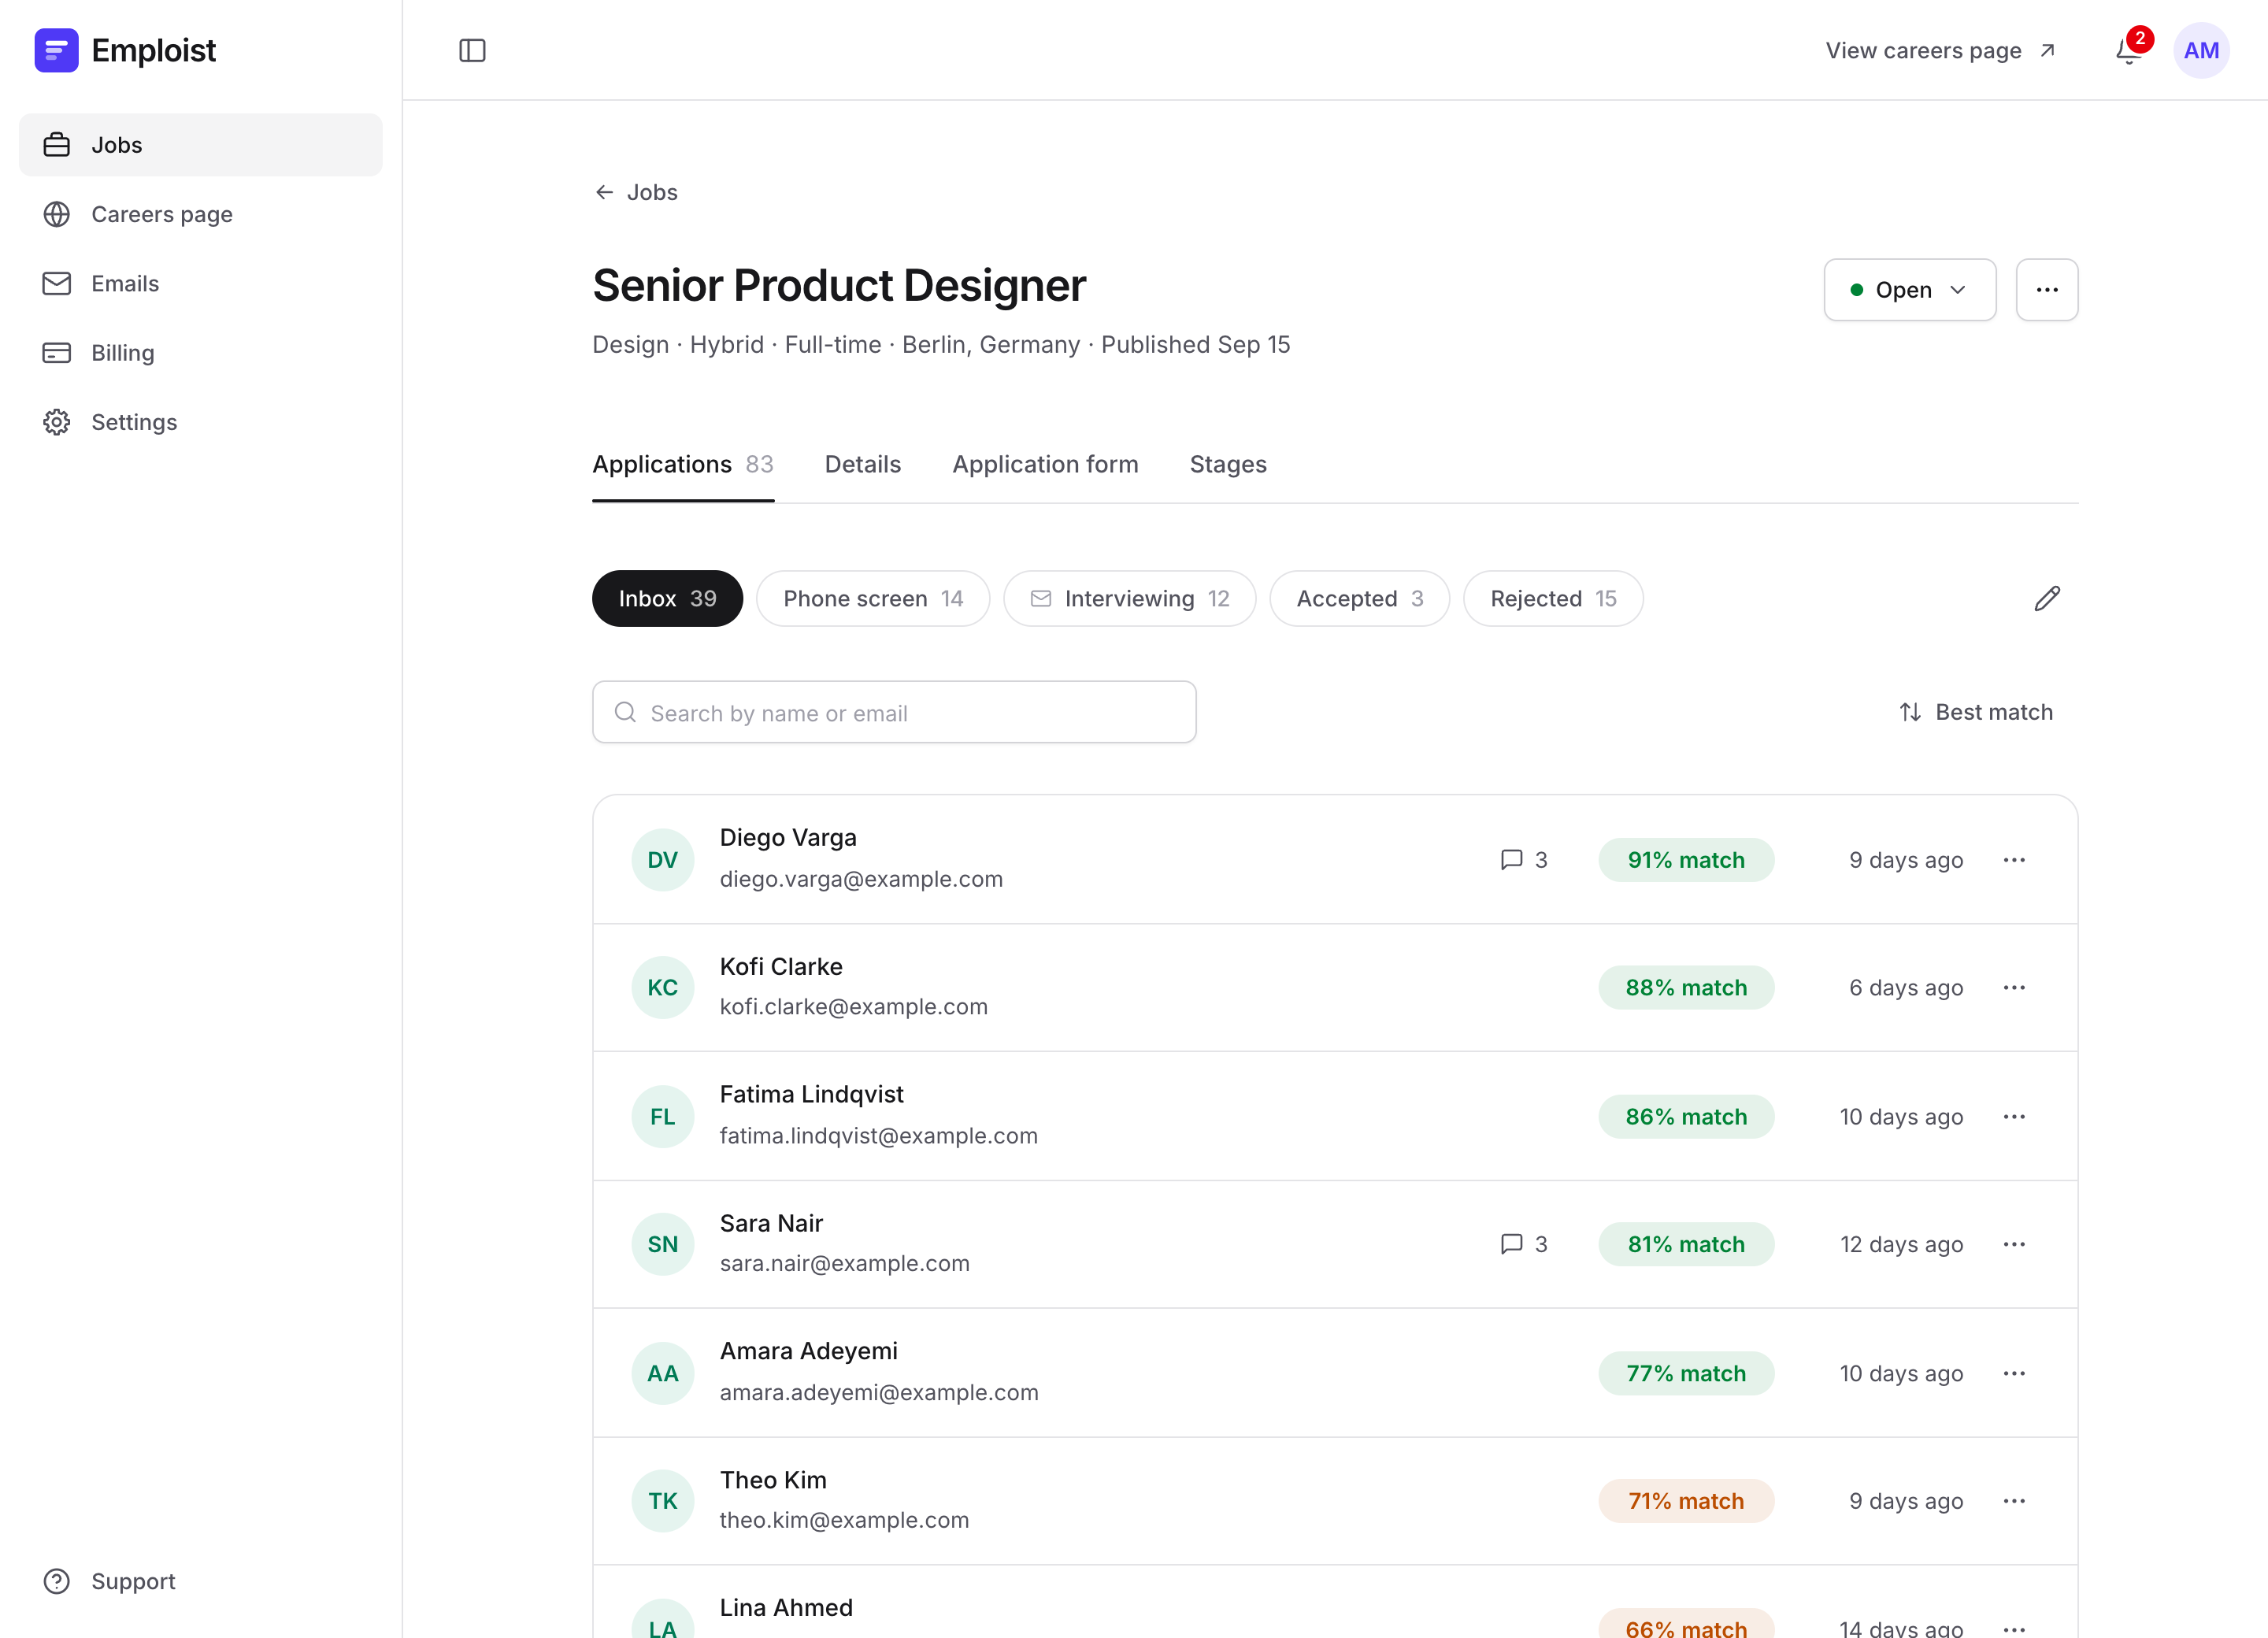 Emploist
View careers page
2
AM
Jobs
Careers page
Emails
Billing
Settings
Support
Jobs
Senior Product Designer
Open
Design · Hybrid · Full-time · Berlin, Germany · Published Sep 15
Applications 83 Details Application form Stages
Inbox 39 Phone screen 14 Interviewing 12 Accepted 3 Rejected 15
Search by name or email
Best match
DV Diego Varga
diego.varga@example.com
3 91% match 9 days ago
KC Kofi Clarke
kofi.clarke@example.com
88% match 6 days ago
FL Fatima Lindqvist
fatima.lindqvist@example.com
86% match 10 days ago
SN Sara Nair
sara.nair@example.com
3 81% match 12 days ago
AA Amara Adeyemi
amara.adeyemi@example.com
77% match 10 days ago
TK Theo Kim
theo.kim@example.com
71% match 9 days ago
LA Lina Ahmed
66% match 14 days ago